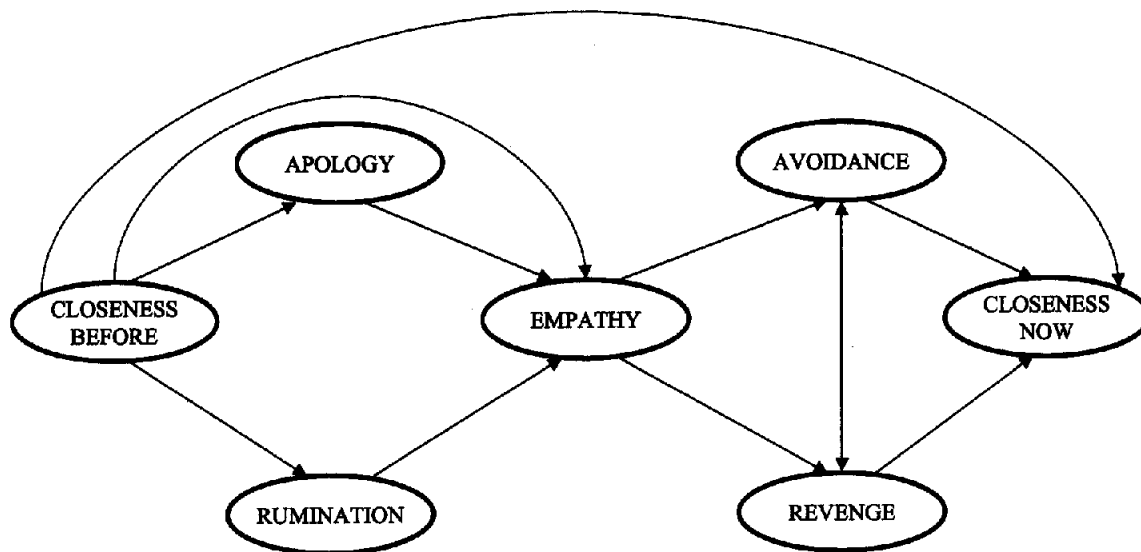 APOLOGY
AVOIDANCE
CLOSENESS
BEFORE
EMPATHY
CLOSENESS
NOW
RUMINATION
REVENGE